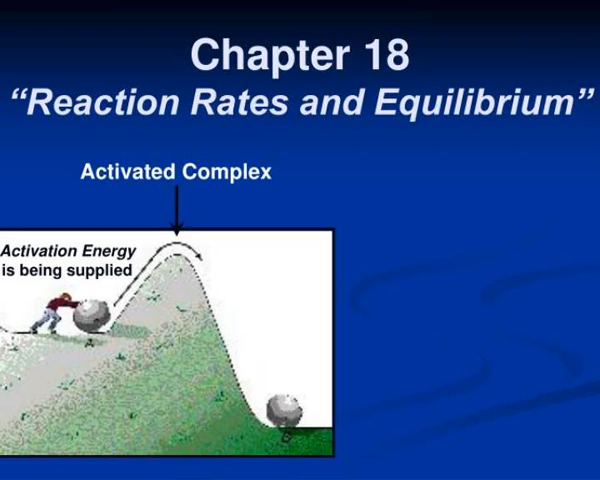 Chapter 18
“Reaction Rates and Equilibrium”
Activated Complex
Activation Energy
is being supplied
A
B